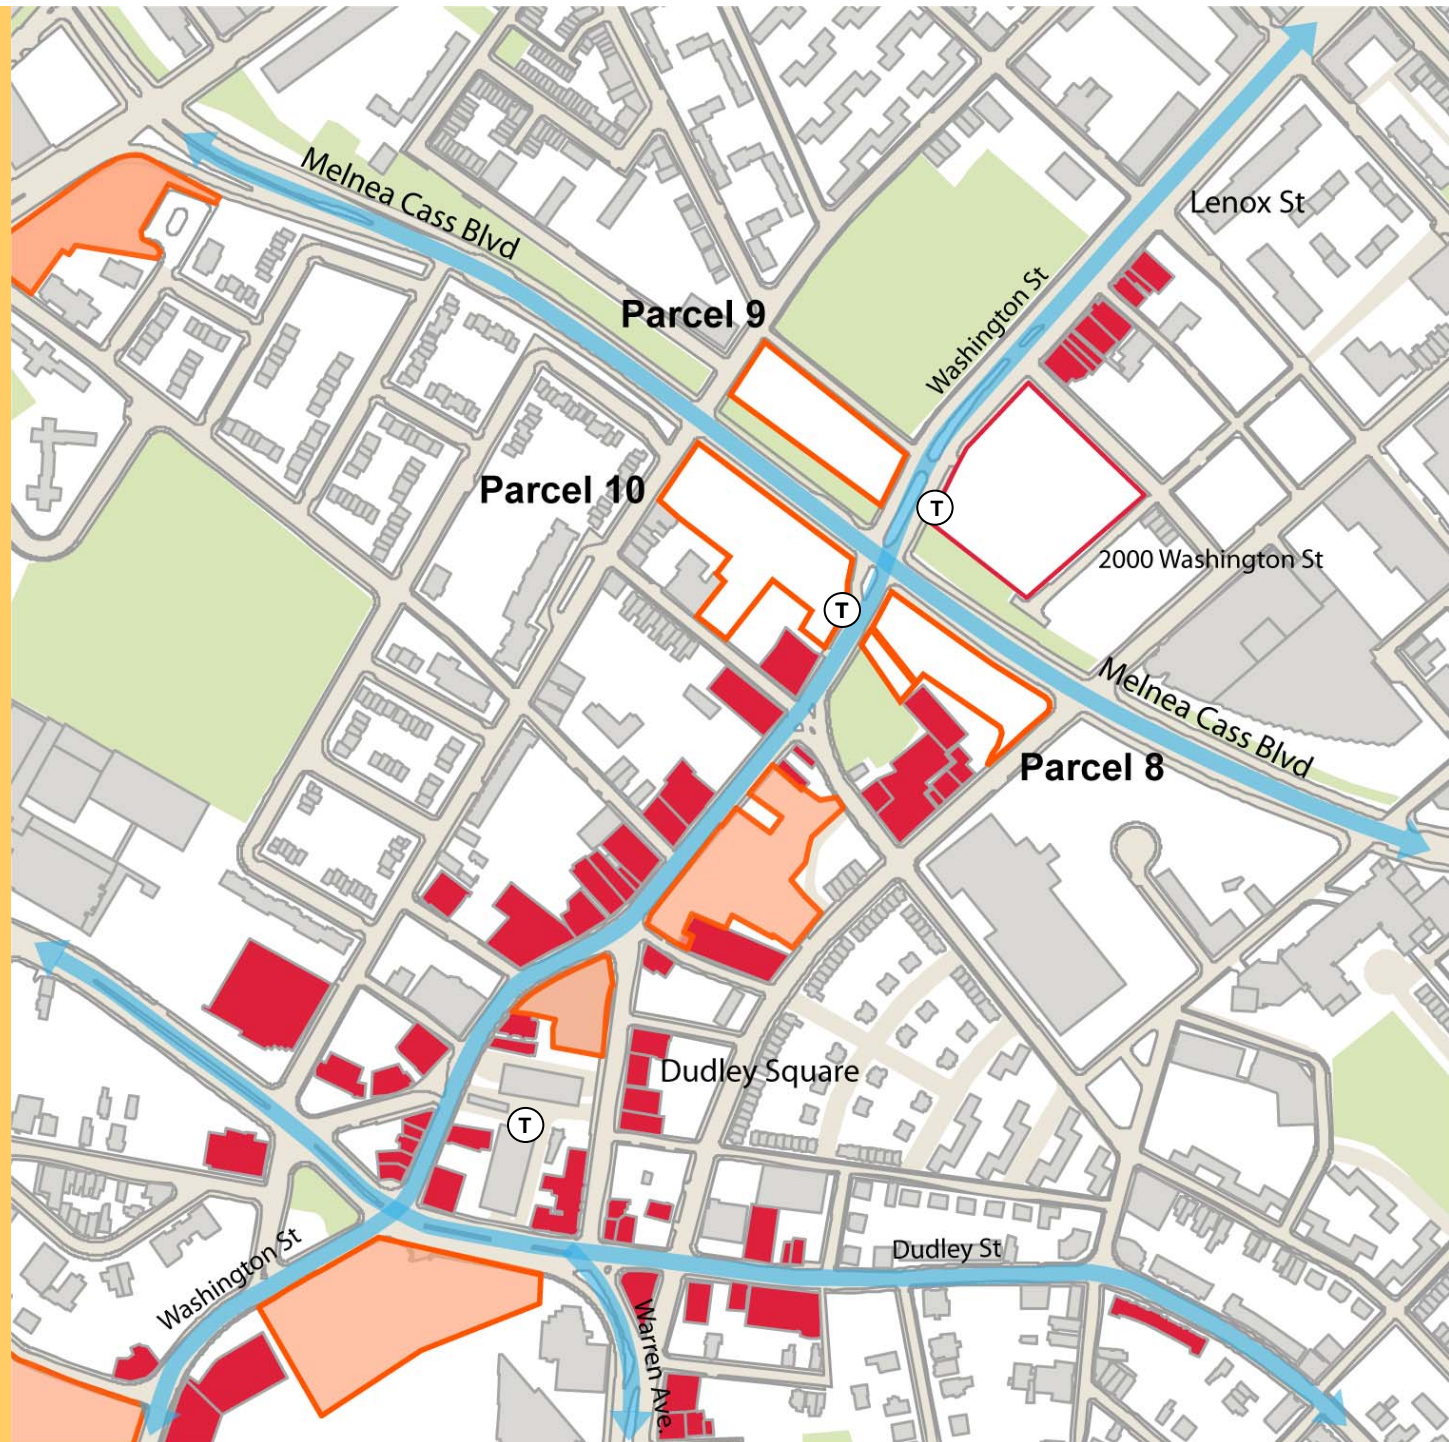 Melnea Cass Blvd
Lenox St
Washington St
Parcel 9
Parcel 10
T
2000 Washington St
T
Melnea Cass Blvd
Parcel 8
Dudley Square
T
Washington St
Dudley St
Warren Ave.